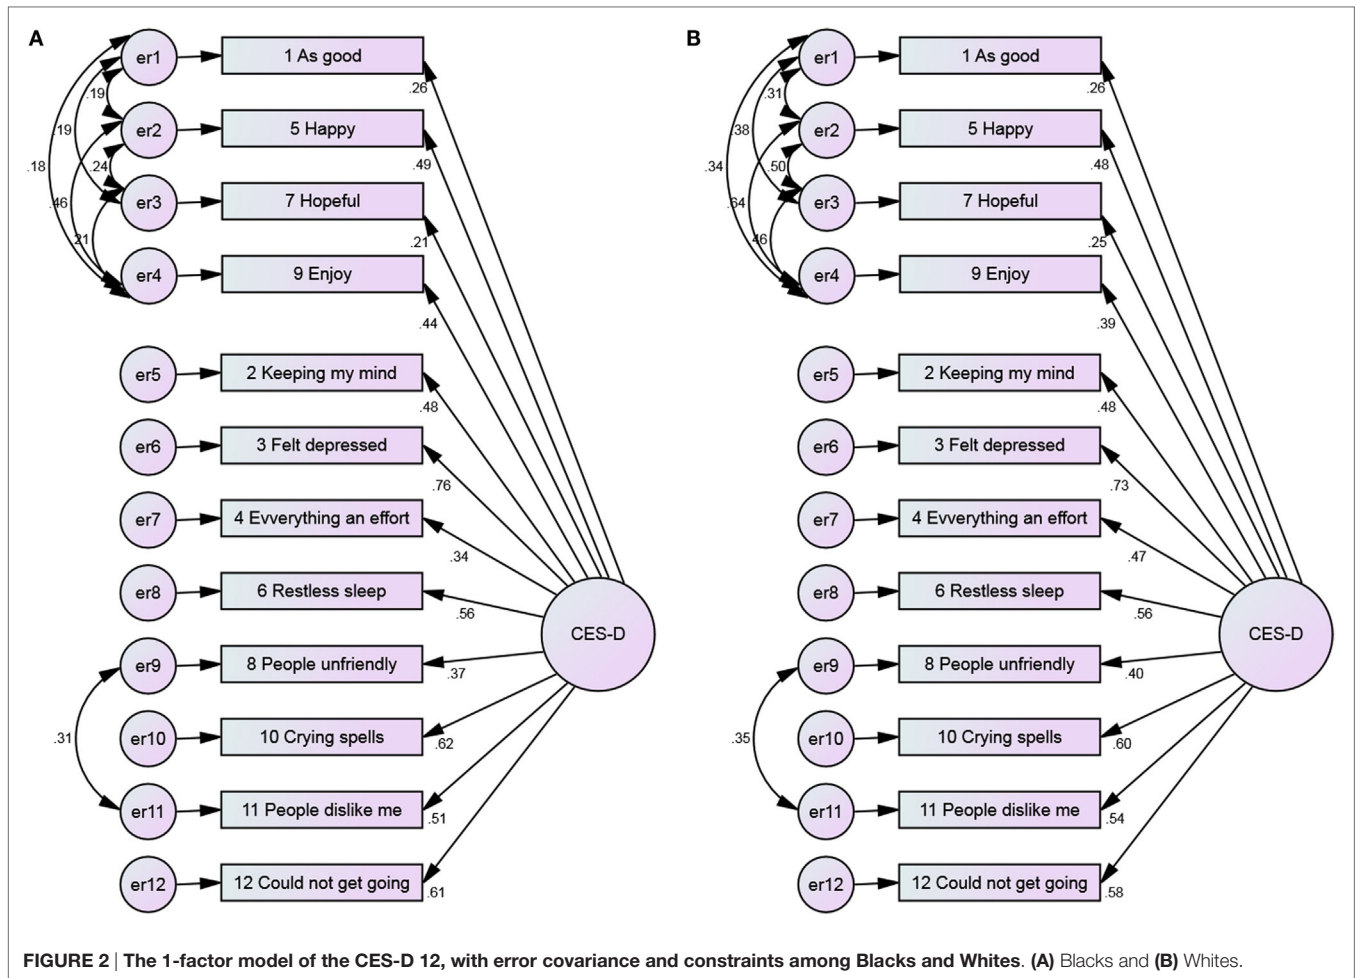 A
er1
1 As good
.26
.19
er2
5 Happy
.19
.49
.18
.24
er3
7 Hopeful
.46
.21
.21
er4
9 Enjoy
.44
er5
2 Keeping my mind
.48
er6
3 Felt depressed
.76
er7
4 Evverything an effort
.34
er8
6 Restless sleep
.56
CES-D
er9
8 People unfriendly
.37
.31
er10
10 Crying spells
.62
er11
11 People dislike me
.51
er12
12 Could not get going
.61
B
er1
1 As good
.26
.31
er2
5 Happy
.38
.48
.34
.50
er3
7 Hopeful
.64
.46
.25
er4
9 Enjoy
.39
er5
2 Keeping my mind
.48
er6
3 Felt depressed
.73
er7
4 Evverything an effort
.47
er8
6 Restless sleep
.56
CES-D
er9
8 People unfriendly
.40
.35
er10
10 Crying spells
.60
er11
11 People dislike me
.54
er12
12 Could not get going
.58
FIGURE 2 | The 1-factor model of the CES-D 12, with error covariance and constraints among Blacks and Whites. (A) Blacks and (B) Whites.